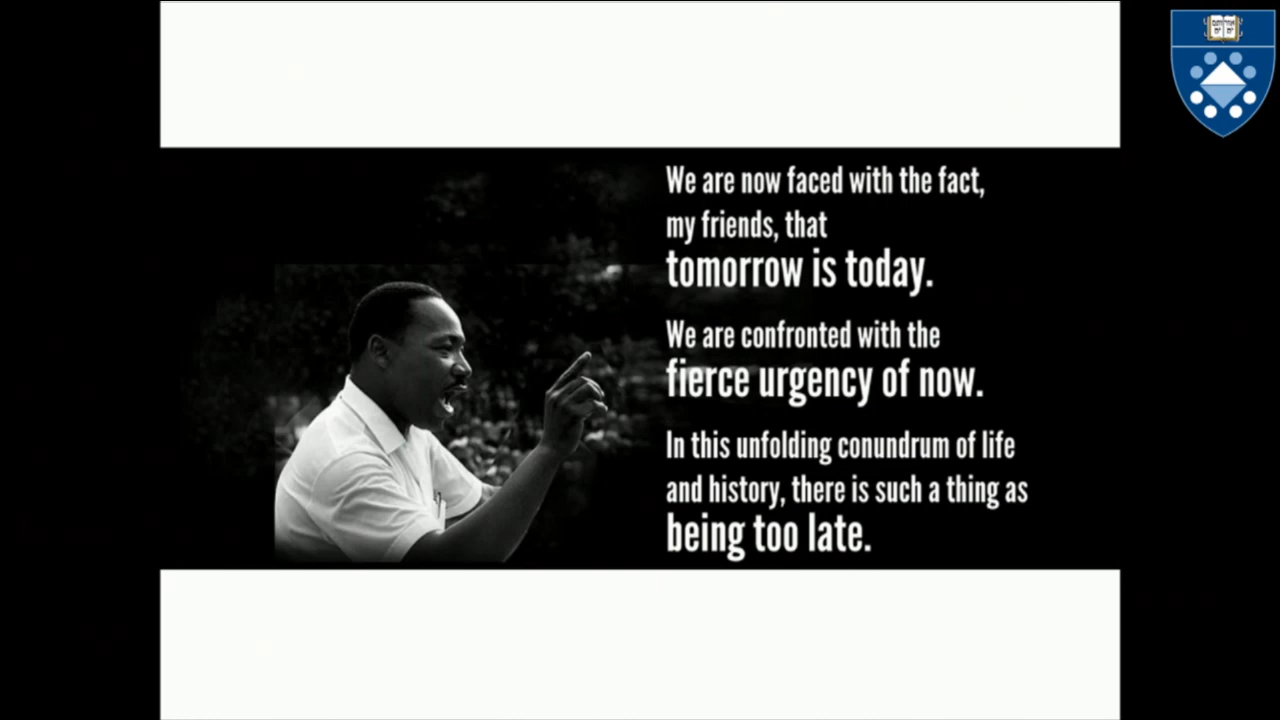 We are now faced with the fact,
my friends, that
tomorrow is today.
We are confronted with the
fierce urgency of now.
In this unfolding conundrum of life
and history, there is such a thing as
being too late.